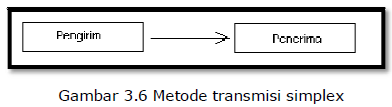 Pengirim
Penerima
Gambar 3.6 Metode transmisi simplex